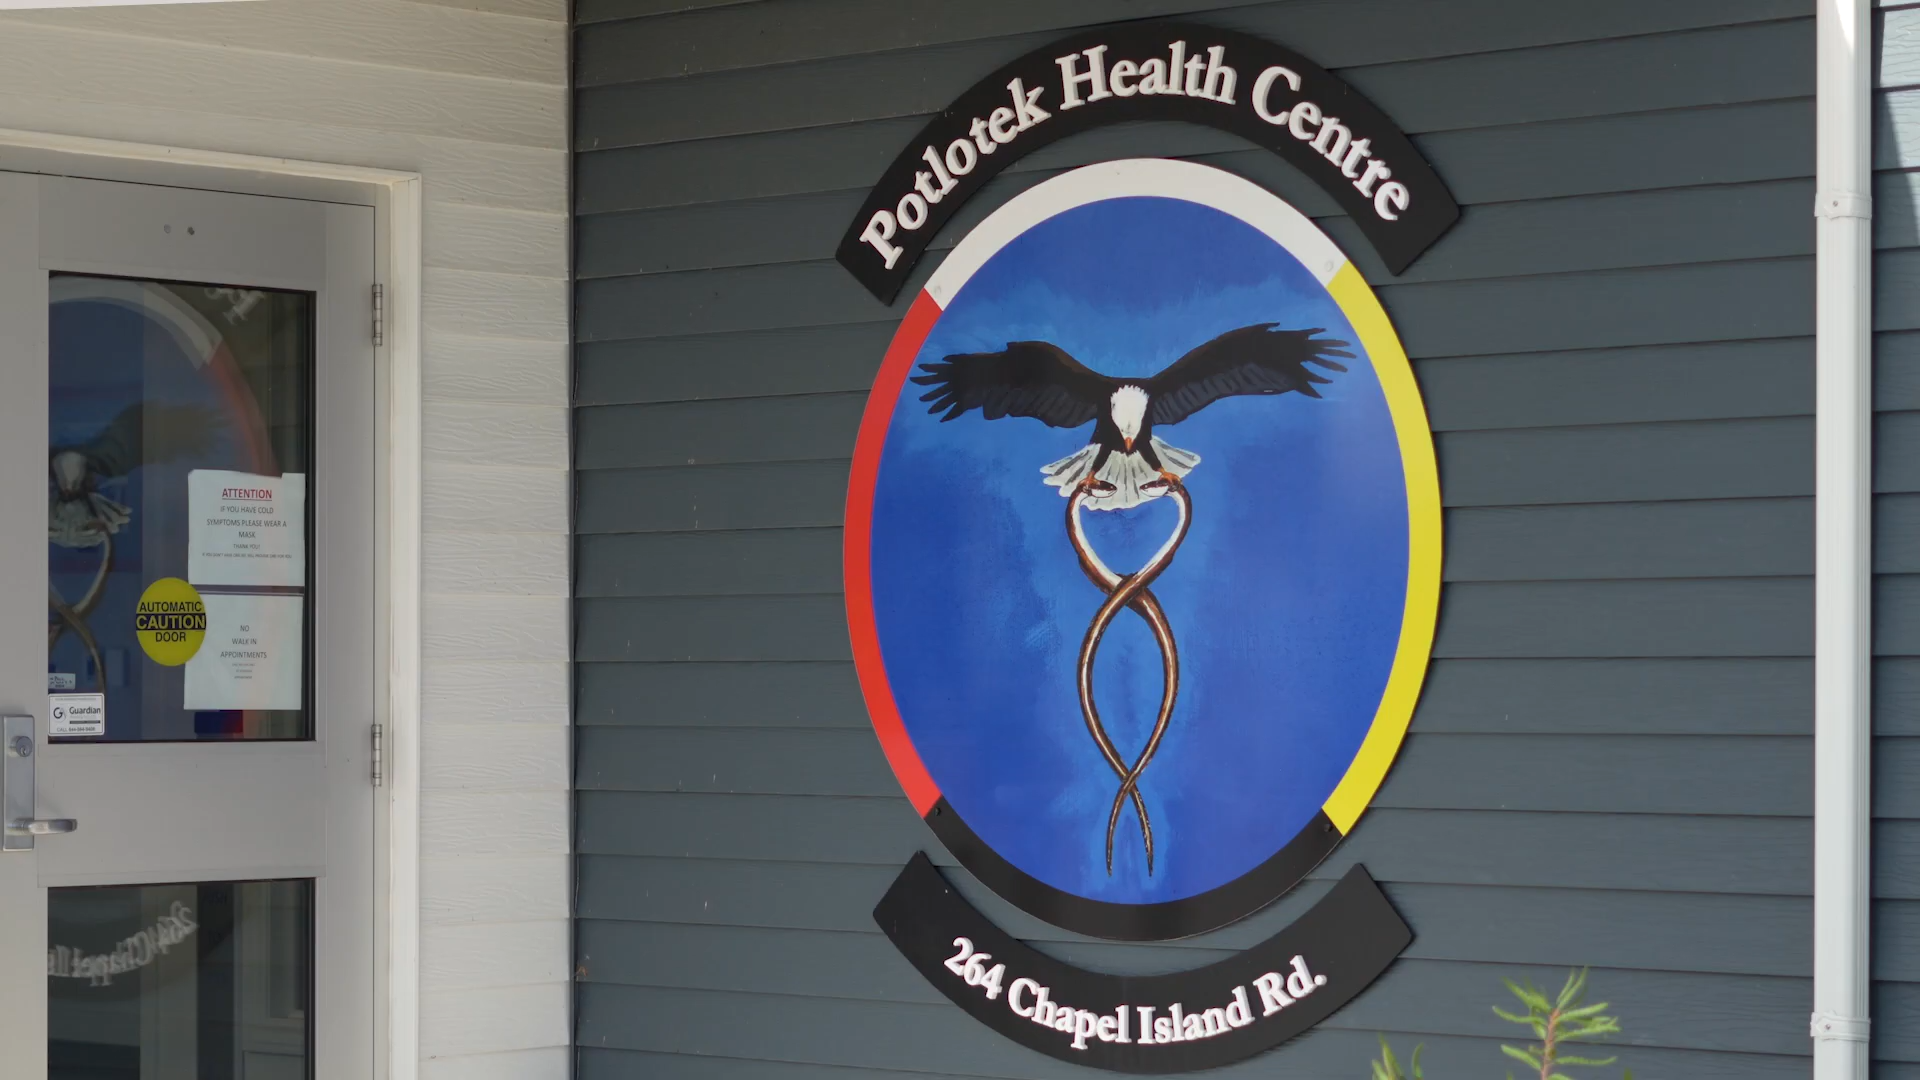 Potlotek Health Centre
264 Chapel Island Rd.
ATTENTION
IF YOU HAVE COLD
SYMPTOMS PLEASE WEAR A
MASK
THANK YOU!
AUTOMATIC
CAUTION
DOOR
NO
WALK IN
APPOINTMENTS
Guardian